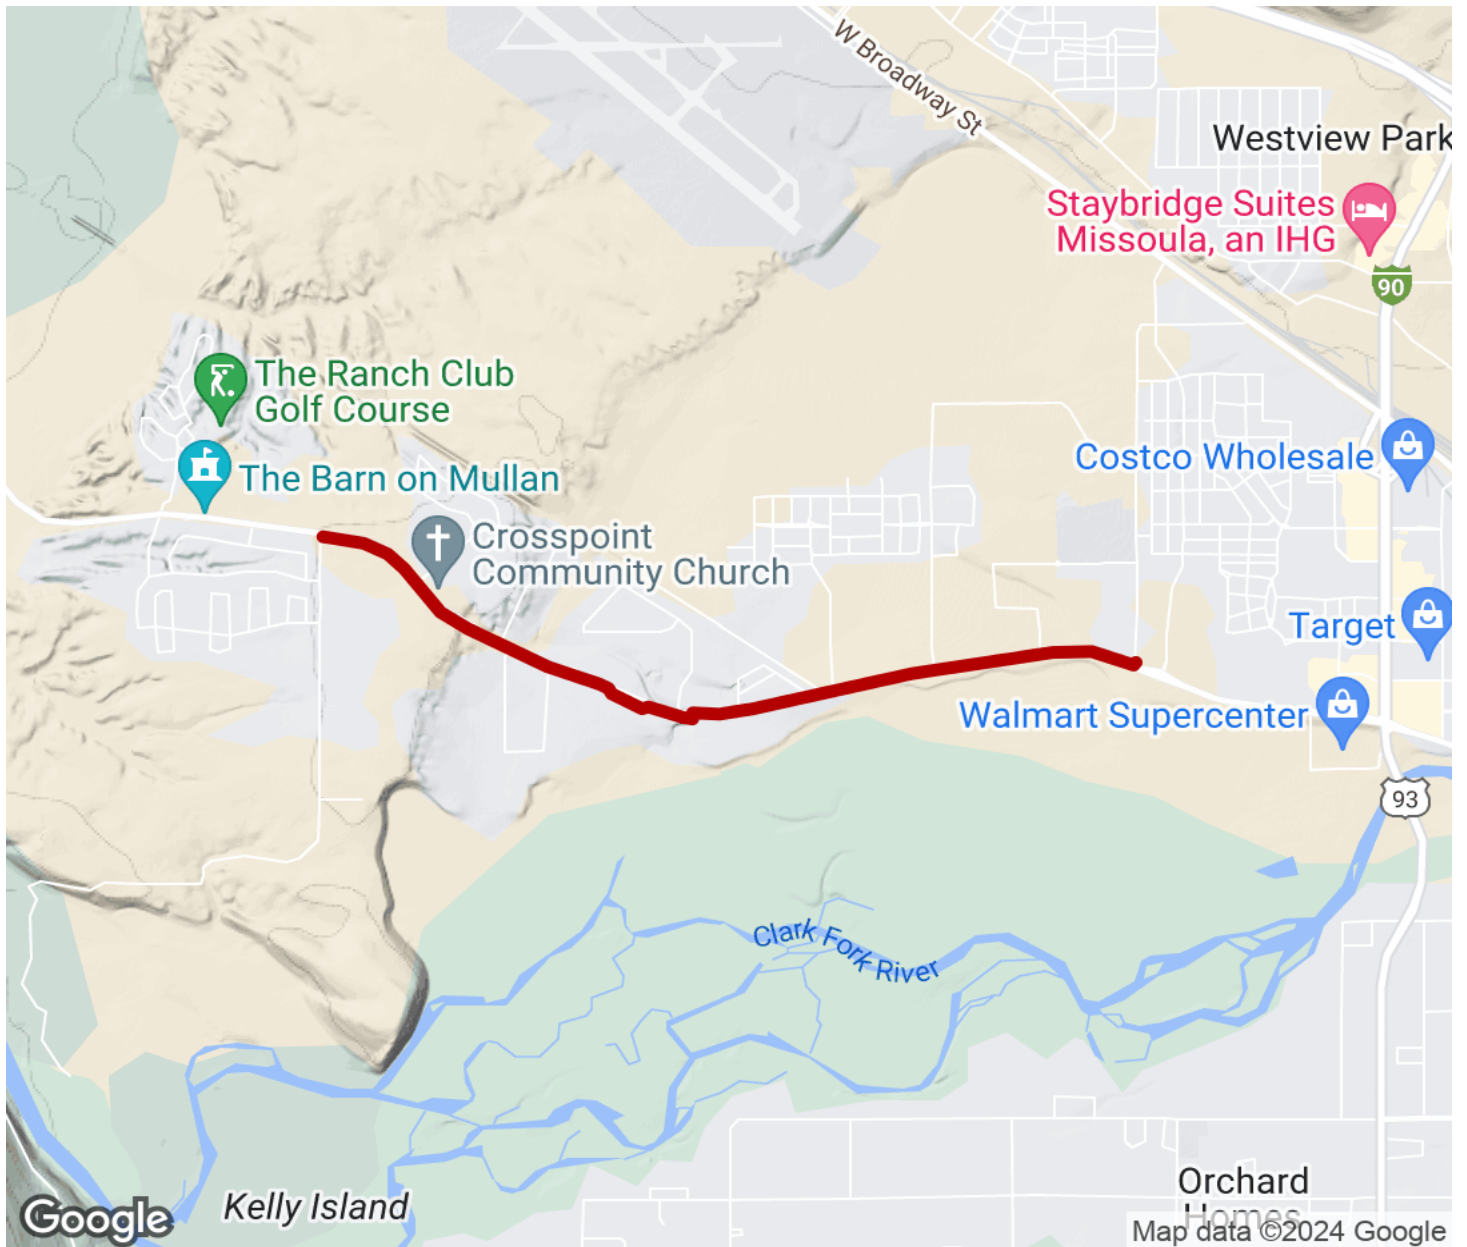 W Broadway St
Westview Park
Staybridge Suites
Missoula, an IHG
90
The Ranch Club
Golf Course
The Barn on Mullan
Costco Wholesale
Crosspoint
Community Church
Target
Walmart Supercenter
93
Clark Fork River
Kelly Island
Orchard
Homes
Google
Map data ©2024 Google